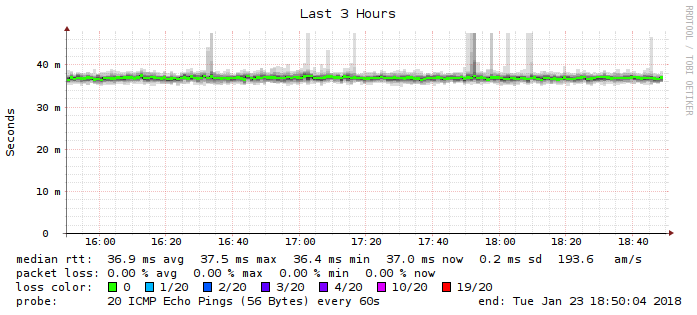 Last 3 Hours
RRDTOOL / TOBI OETIKER
Seconds
40 m
30 m
20 m
10 m
0
16:00 16:20 16:40 17:00 17:20 17:40 18:00 18:20 18:40
median rtt: 36.9 ms avg 37.5 ms max 36.4 ms min 37.0 ms now 0.2 ms sd 193.6 am/s
packet loss: 0.00 % avg 0.00 % max 0.00 % min 0.00 % now
loss color: 0 1/20 2/20 3/20 4/20 10/20 19/20
probe: 20 ICMP Echo Pings (56 Bytes) every 60s end: Tue Jan 23 18:50:04 2018